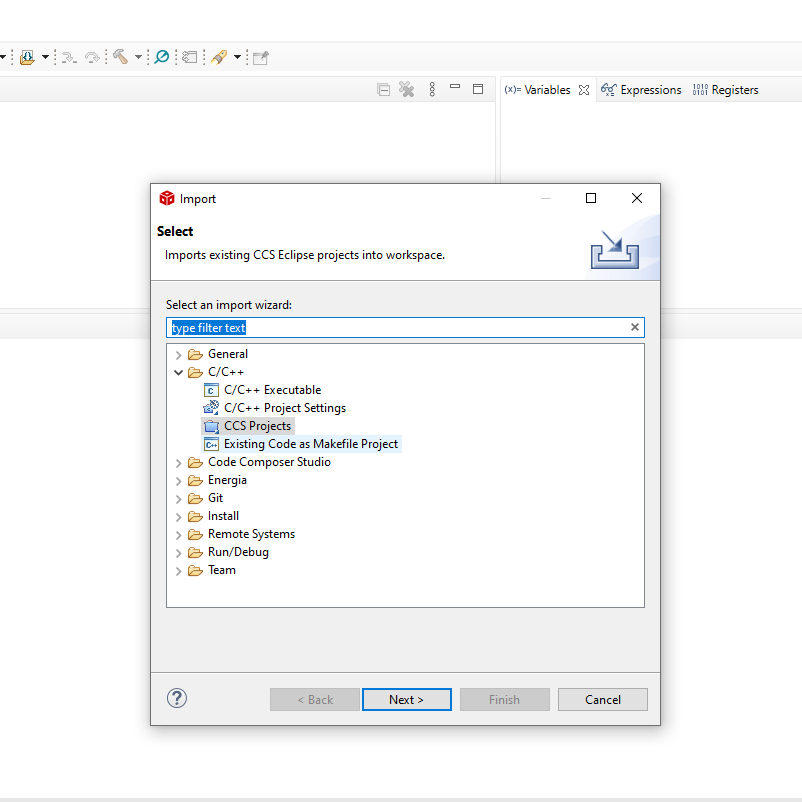 (x)= Variables Expressions 1010 0101 Registers
Import
Select
Imports existing CCS Eclipse projects into workspace.
Select an import wizard:
type filter text
General
C/C++
C/C++ Executable
C/C++ Project Settings
CCS Projects
Existing Code as Makefile Project
Code Composer Studio
Energia
Git
Install
Remote Systems
Run/Debug
Team
? < Back Next > Finish Cancel